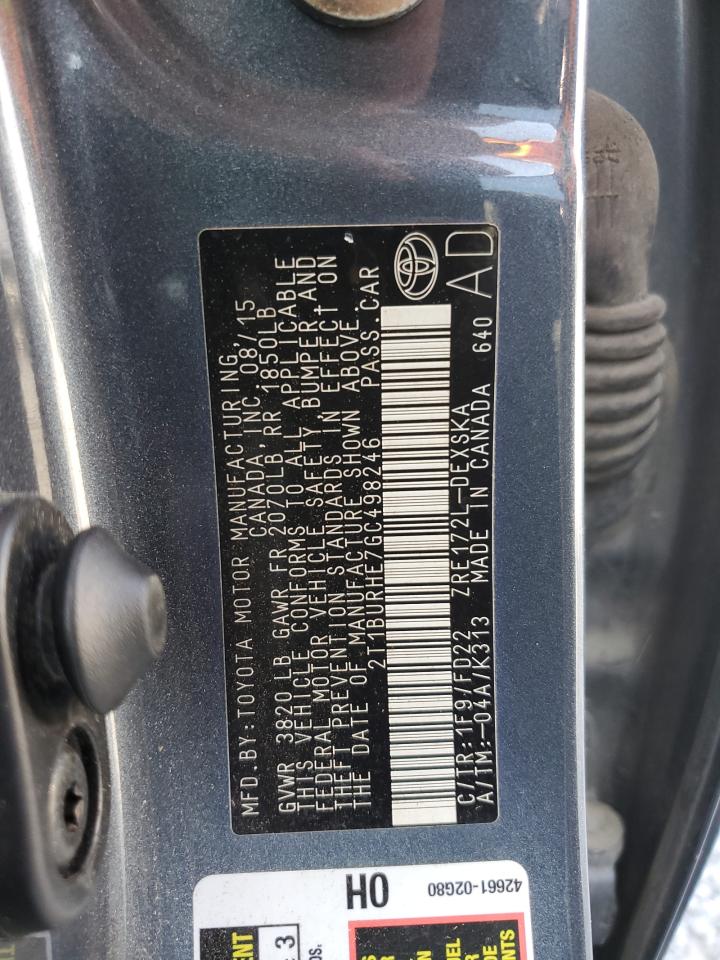 MFD.BY:TOYOTA MOTOR MANUFACTURING
CANADA, INC. 08/15
GVWR 3820 LB GAWR FR 2070LB RR 1850LB
THIS VEHICLE CONFORMS TO ALL APPLICABLE
FEDERAL MOTOR VEHICLE SAFETY, BUMPER AND
THEFT PREVENTION STANDARDS IN EFFECT ON
THE DATE OF MANUFACTURE SHOWN ABOVE.
2T1BURHE7GC498246 PASS.CAR
C/TR:1F9/FD22 ZRE172L-DEXSKA
A/TM:-04A/K313 MADE IN CANADA 640
AD
OH
42661-02G80
3